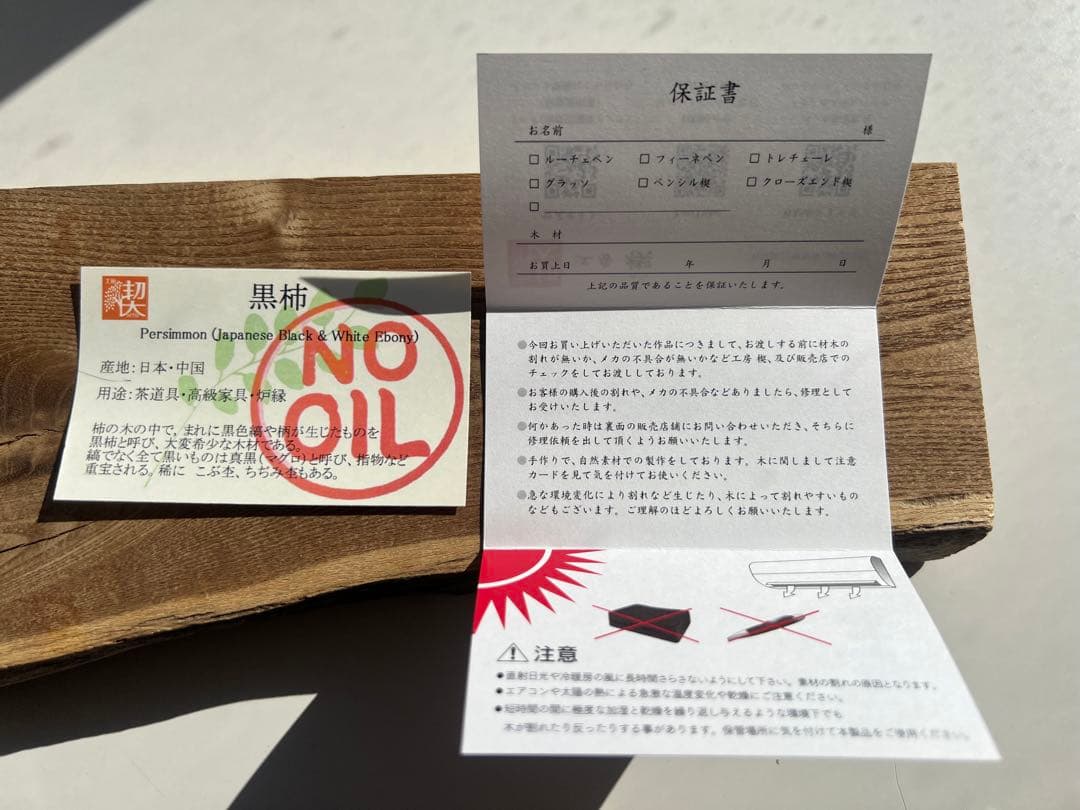 工房
楔
黒柿
Persimmon (Japanese Black & White Ebony)
産地:日本・中国
用途:茶道具・高級家具・炉縁
柿の木の中で，まれに黒色縞や柄が生じたものを
黒柿と呼び、大変希少な木材である。
縞でなく全て黒いものは真黒(マグロ)と呼び、指物など
重宝される。稀に こぶ杢、ちぢみ杢もある。
NO
OIL
保証書
お名前 様
□ ルーチェペン □ フィーネペン □ トレチェーレ
□ グラッソ □ ペンシル楔 □ クローズエンド楔
□
木 材
お買上日 年 月 日
上記の品質であることを保証いたします。
●今回お買い上げいただいた作品につきまして、お渡しする前に材木の
割れが無いか、メカの不具合が無いかなど工房 楔、及び販売店での
チェックをしてお渡ししております。
●お客様の購入後の割れや、メカの不具合などありましたら、修理として
お受けいたします。
●何かあった時は裏面の販売店舗にお問い合わせいただき、そちらに
修理依頼を出して頂くようお願いいたします。
●手作りで、自然素材での製作をしております。木に関しまして注意
カードを見て気を付けてお使いください。
●急な環境変化により割れなど生じたり、木によって割れやすいもの
などもございます。ご理解のほどよろしくお願いいたします。
注意
●直射日光や冷暖房の風に長時間さらさないようにして下さい。素材の割れの原因となります。
●エアコンや太陽の熱による急激な温度変化や乾燥にご注意ください。
●短時間の間に極度な加湿と乾燥を繰り返し与えるような環境下でも
木が割れたり反ったりする事があります。保管場所に気を付けて本製品をご使用ください。